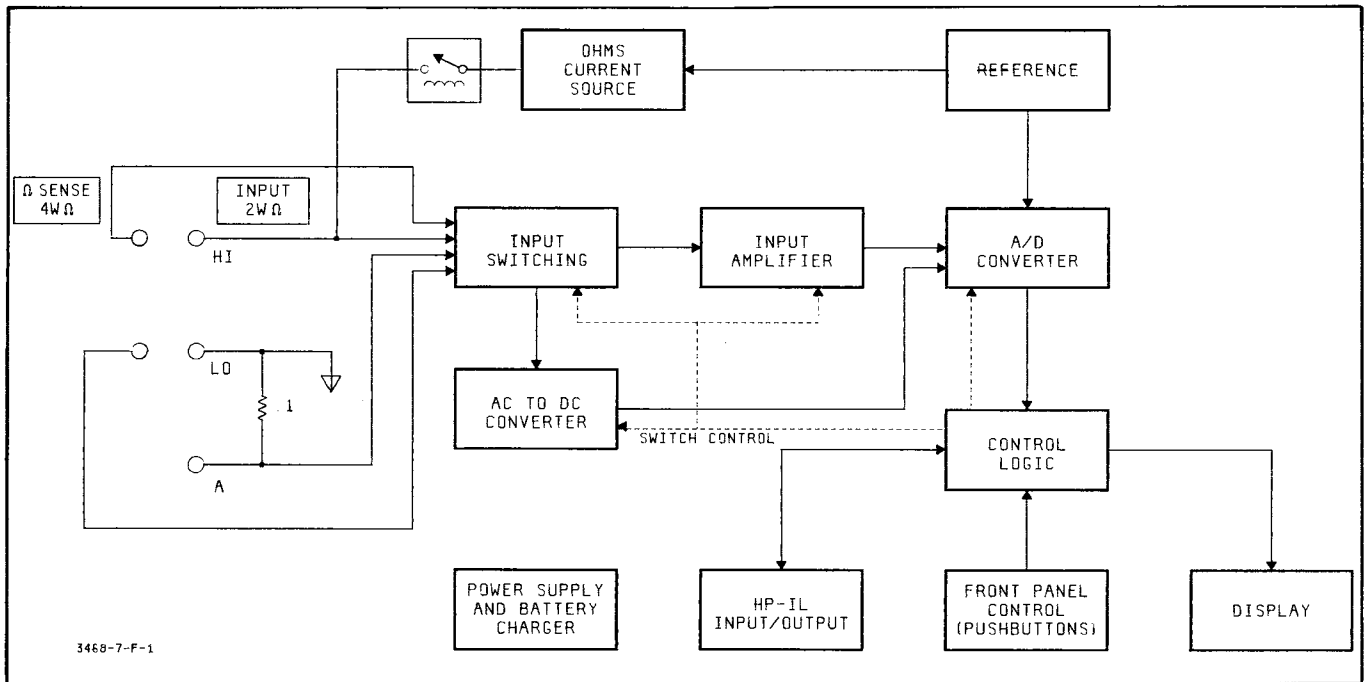 OHMS
CURRENT
SOURCE
REFERENCE
Ω SENSE
4WΩ
INPUT
2WΩ
HI
INPUT
SWITCHING
INPUT
AMPLIFIER
A/D
CONVERTER
LO
.1
A
AC TO DC
CONVERTER
SWITCH CONTROL
CONTROL
LOGIC
POWER SUPPLY
AND BATTERY
CHARGER
HP-IL
INPUT/OUTPUT
FRONT PANEL
CONTROL
(PUSHBUTTONS)
DISPLAY
3468-7-F-1